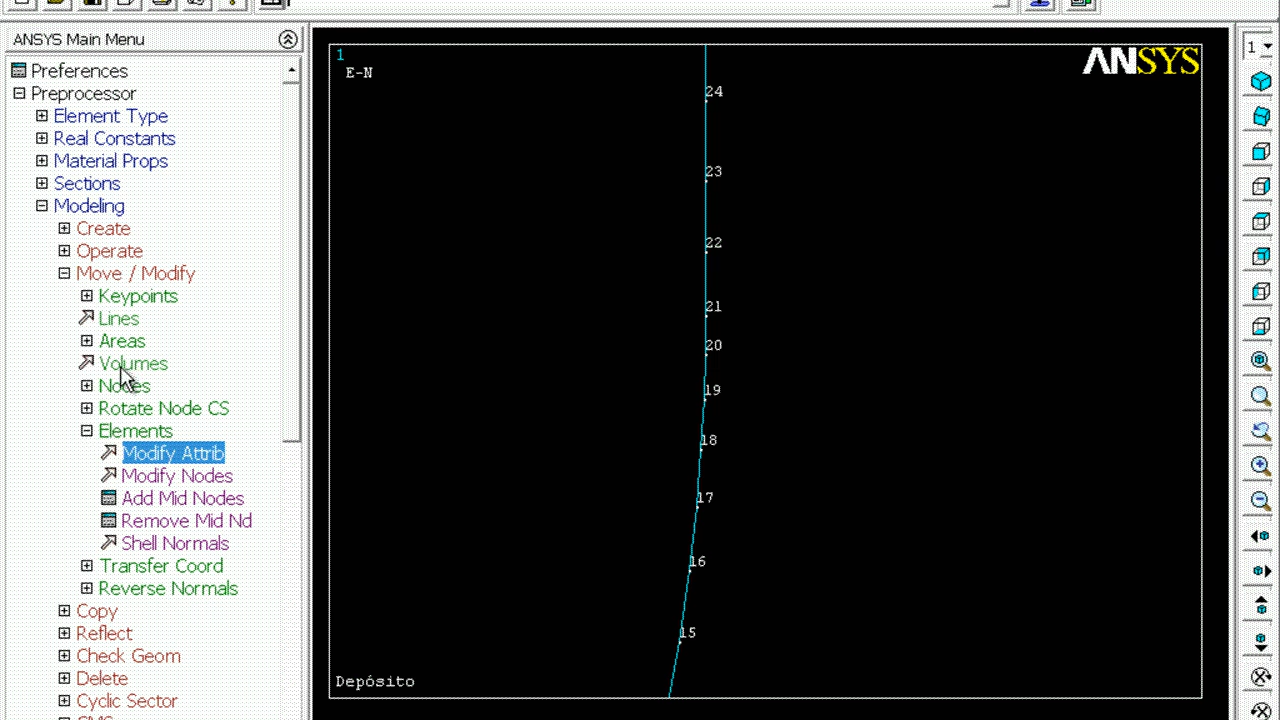 ANSYS Main Menu
Preferences
Preprocessor
Element Type
Real Constants
Material Props
Sections
Modeling
Create
Operate
Move / Modify
Keypoints
Lines
Areas
Volumes
Nodes
Rotate Node CS
Elements
Modify Attrib
Modify Nodes
Add Mid Nodes
Remove Mid Nd
Shell Normals
Transfer Coord
Reverse Normals
Copy
Reflect
Check Geom
Delete
Cyclic Sector
1
E-N
ANSYS
24
23
22
21
20
19
18
17
16
15
Depósito
1